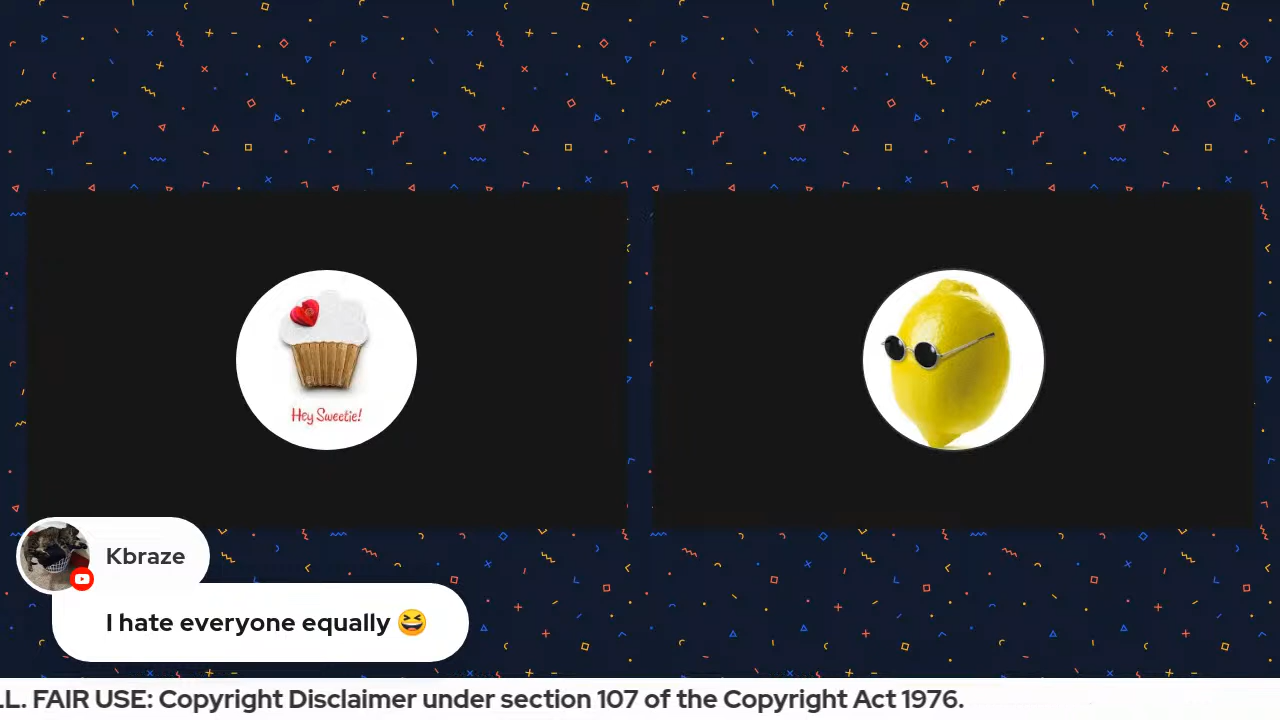 Hey Sweetie!
Kbraze
I hate everyone equally 😆
.L. FAIR USE: Copyright Disclaimer under section 107 of the Copyright Act 1976.